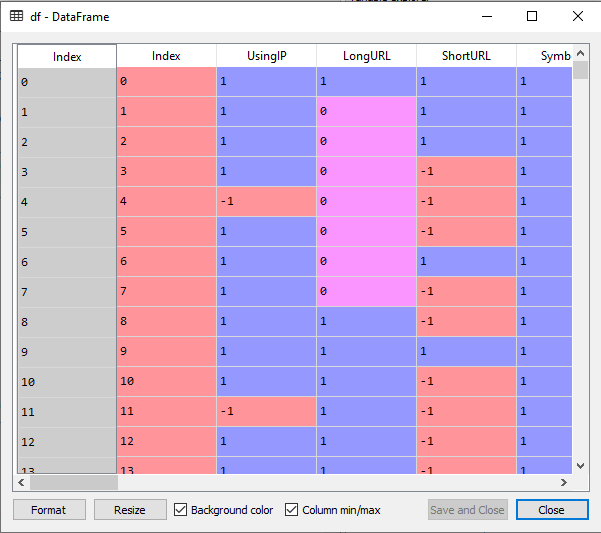 df - DataFrame
Index Index UsingIP LongURL ShortURL Symb
0 0 1 1 1 1
1 1 1 0 1 1
2 2 1 0 1 1
3 3 1 0 -1 1
4 4 -1 0 -1 1
5 5 1 0 -1 1
6 6 1 0 1 1
7 7 1 0 -1 1
8 8 1 1 -1 1
9 9 1 1 1 1
10 10 1 1 -1 1
11 11 -1 1 -1 1
12 12 1 1 -1 1
13 13 1 1 -1 1
Format Resize Background color Column min/max Save and Close Close